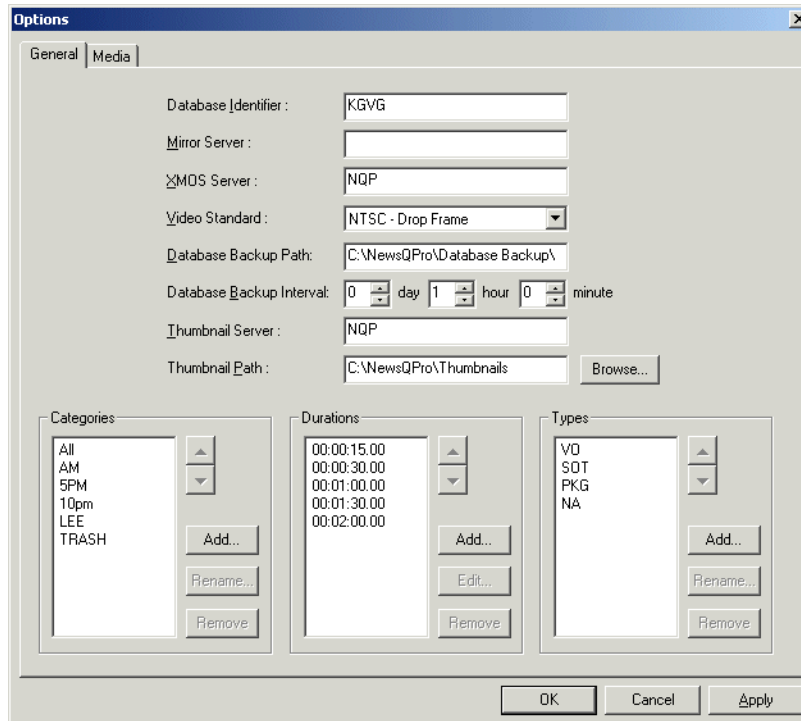 Options
General Media
Database Identifier : KGVG
Mirror Server :
XMOS Server : NQP
Video Standard : NTSC - Drop Frame
Database Backup Path: C:\NewsQPro\Database Backup\
Database Backup Interval: 0 day 1 hour 0 minute
Thumbnail Server : NQP
Thumbnail Path : C:\NewsQPro\Thumbnails Browse...
Categories
All
AM
5PM
10pm
LEE
TRASH
Add...
Rename...
Remove
Durations
00:00:15.00
00:00:30.00
00:01:00.00
00:01:30.00
00:02:00.00
Add...
Edit...
Remove
Types
VO
SOT
PKG
NA
Add...
Rename...
Remove
OK Cancel Apply